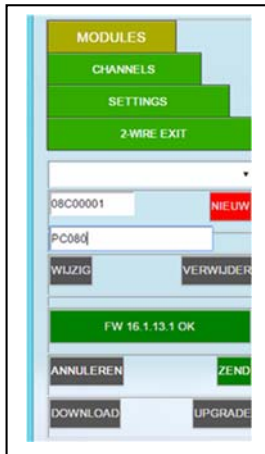 MODULES
CHANNELS
SETTINGS
2-WIRE EXIT
08C00001 NIEUW
PC080
WIJZIG VERWIJDER
FW 16.1.13.1 OK
ANNULEREN ZEND
DOWNLOAD UPGRADE